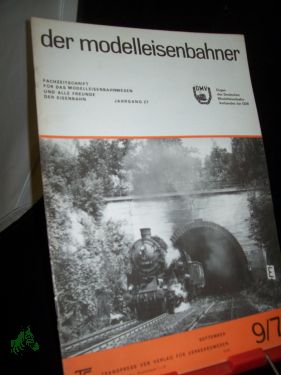 der modelleisenbahner
FACHZEITSCHRIFT
FÜR DAS MODELLEISENBAHNWESEN
UND ALLE FREUNDE
DER EISENBAHN
JAHRGANG 27
DMV
Organ
des Deutschen
Modelleisenbahn-
Verbandes der DDR
E
SEPTEMBER
9/7
TRANSPRESS VEB VERLAG FÜR VERKEHRSWESEN